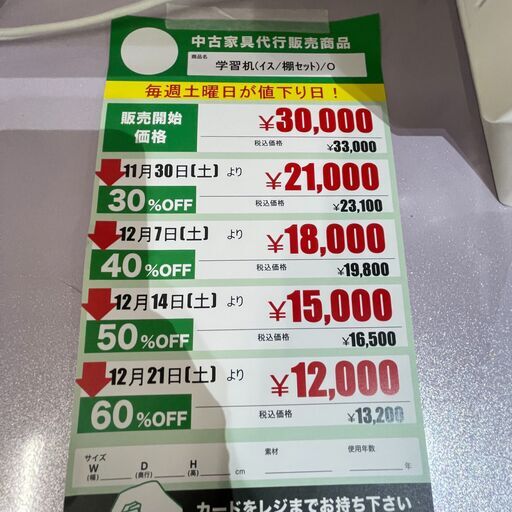 中古家具代行販売商品
商品名
学習机(イス/棚セット)/O
毎週土曜日が値下り日!
販売開始
価格
¥30,000
税込価格
¥33,000
11月30日(土) より
30%OFF
¥21,000
税込価格
¥23,100
12月7日(土) より
40%OFF
¥18,000
税込価格
¥19,800
12月14日(土) より
50%OFF
¥15,000
税込価格
¥16,500
12月21日(土) より
60%OFF
¥12,000
税込価格
¥13,200
サイズ
素材
使用年数
W D H
(幅) (奥行) (高) cm
年
カードをレジまでお持ち下さい